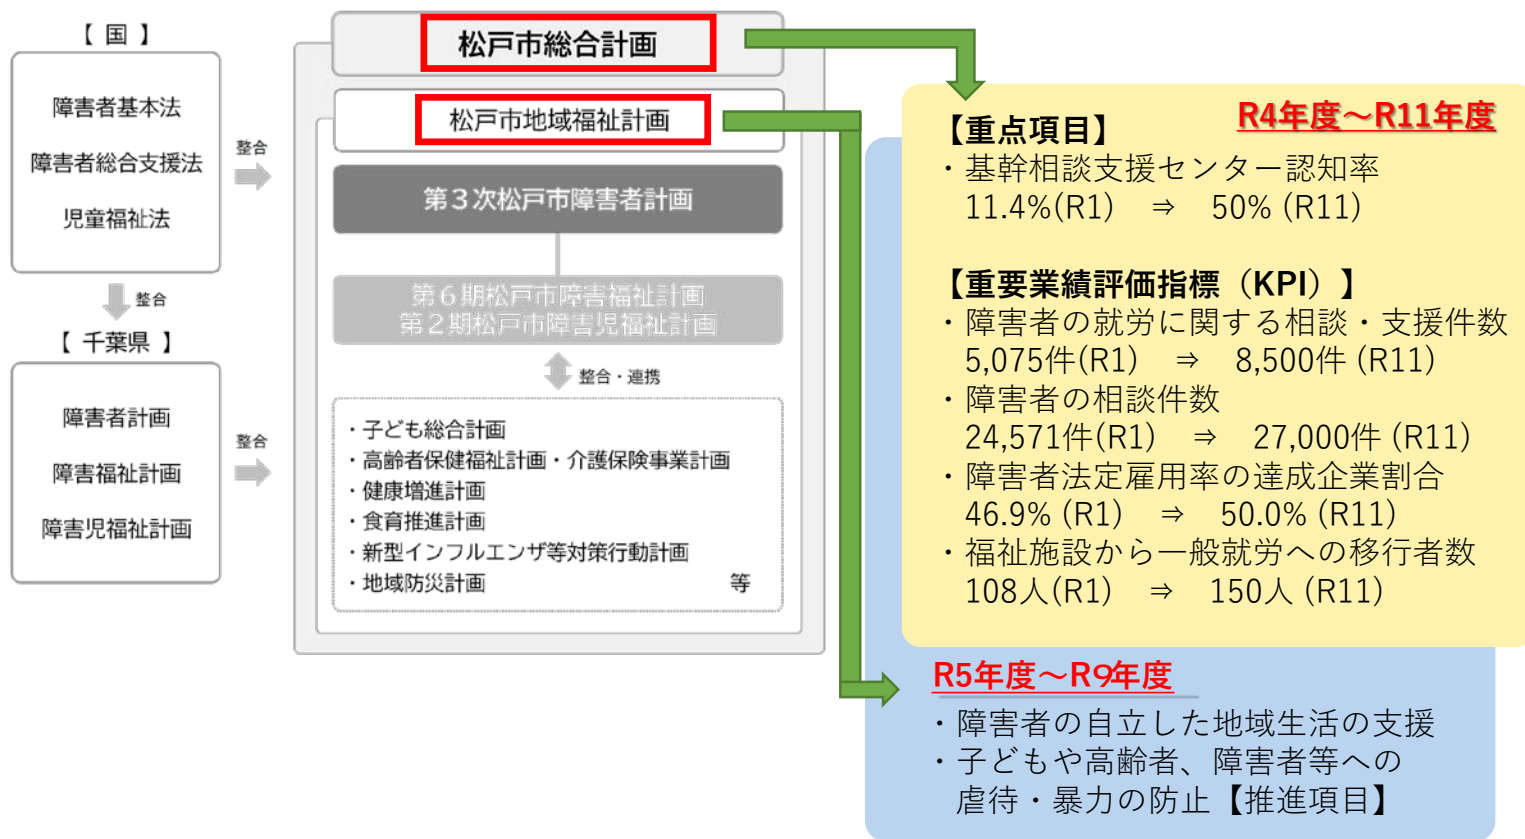 【 国 】
障害者基本法
障害者総合支援法
児童福祉法
整合
整合
【 千葉県 】
障害者計画
障害福祉計画
障害児福祉計画
整合
松戸市総合計画
松戸市地域福祉計画
第３次松戸市障害者計画
第６期松戸市障害福祉計画
第２期松戸市障害児福祉計画
整合・連携
・子ども総合計画
・高齢者保健福祉計画・介護保険事業計画
・健康増進計画
・食育推進計画
・新型インフルエンザ等対策行動計画
・地域防災計画　等
R4年度～R11年度
【重点項目】
・基幹相談支援センター認知率
11.4%(R1)　⇒　50% (R11)
【重要業績評価指標（KPI）】
・障害者の就労に関する相談・支援件数
5,075件(R1)　⇒　8,500件 (R11)
・障害者の相談件数
24,571件(R1)　⇒　27,000件 (R11)
・障害者法定雇用率の達成企業割合
46.9% (R1)　⇒　50.0% (R11)
・福祉施設から一般就労への移行者数
108人(R1)　⇒　150人 (R11)
R5年度～R9年度
・障害者の自立した地域生活の支援
・子どもや高齢者、障害者等への
虐待・暴力の防止【推進項目】